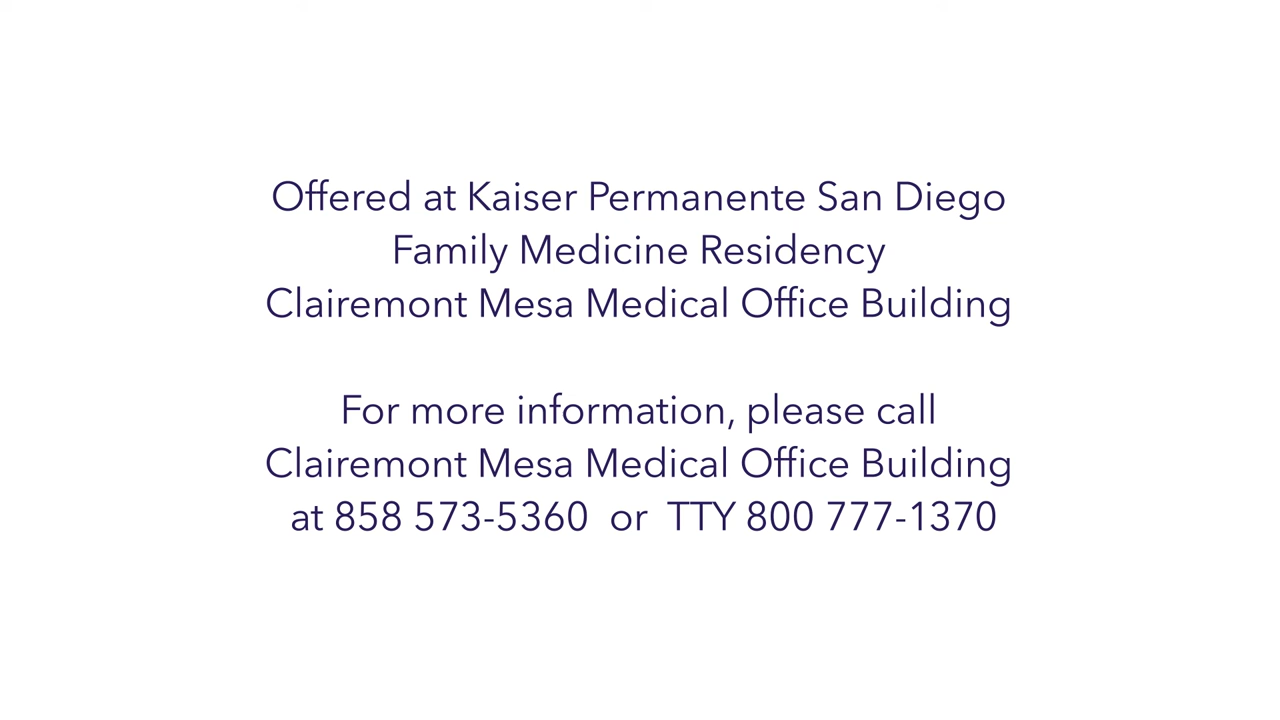 Offered at Kaiser Permanente San Diego
Family Medicine Residency
Clairemont Mesa Medical Office Building
For more information, please call
Clairemont Mesa Medical Office Building
at 858 573-5360 or TTY 800 777-1370